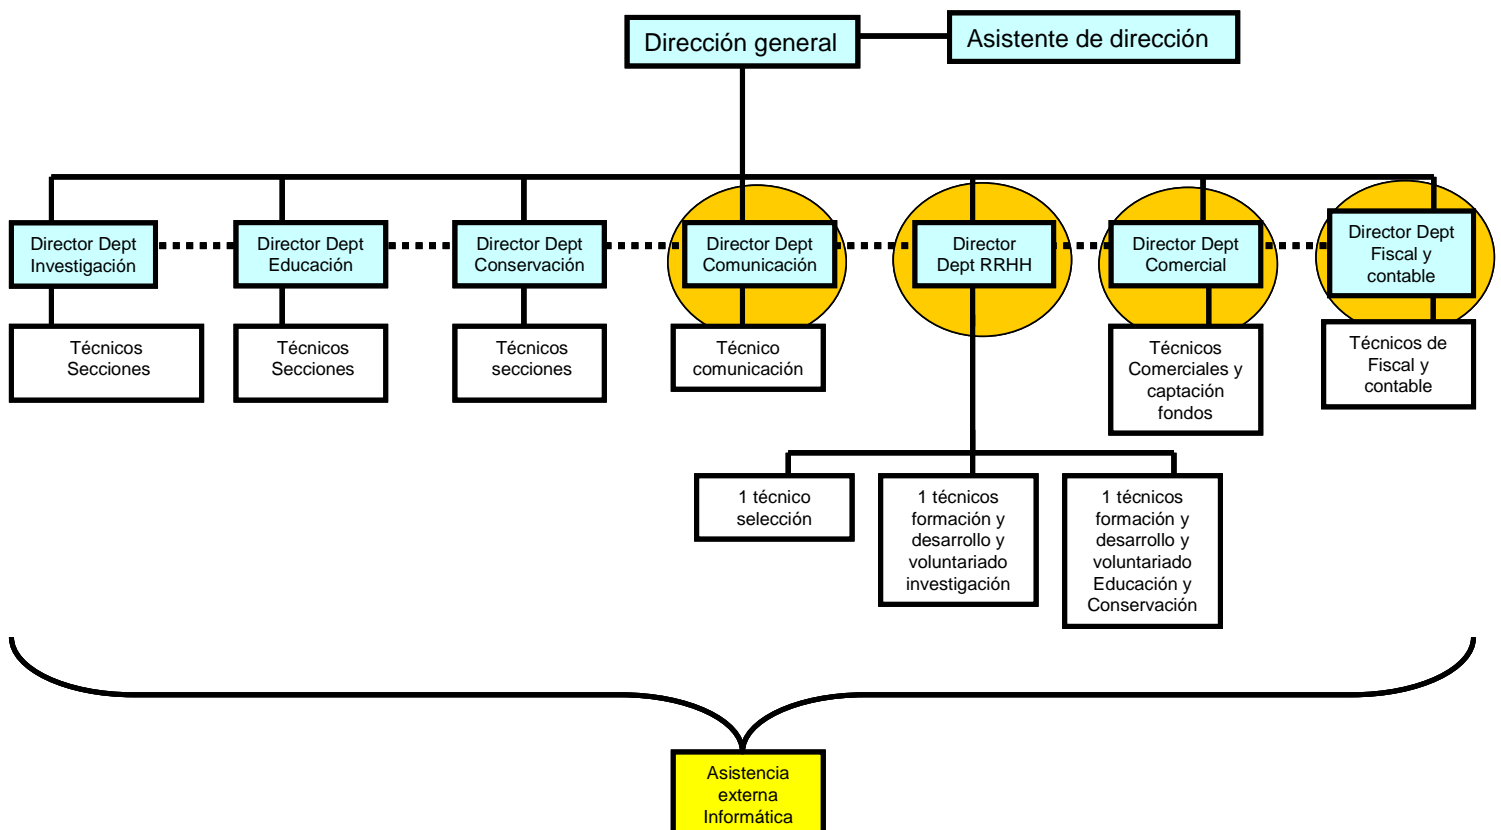 Dirección general
Asistente de dirección
Director Dept
Investigación
Director Dept
Educación
Director Dept
Conservación
Director Dept
Comunicación
Director
Dept RRHH
Director Dept
Comercial
Director Dept
Fiscal y
contable
Técnicos
Secciones
Técnicos
Secciones
Técnicos
secciones
Técnico
comunicación
Técnicos
Comerciales y
captación
fondos
Técnicos de
Fiscal y
contable
1 técnico
selección
1 técnicos
formación y
desarrollo y
voluntariado
investigación
1 técnicos
formación y
desarrollo y
voluntariado
Educación y
Conservación
Asistencia
externa
Informática